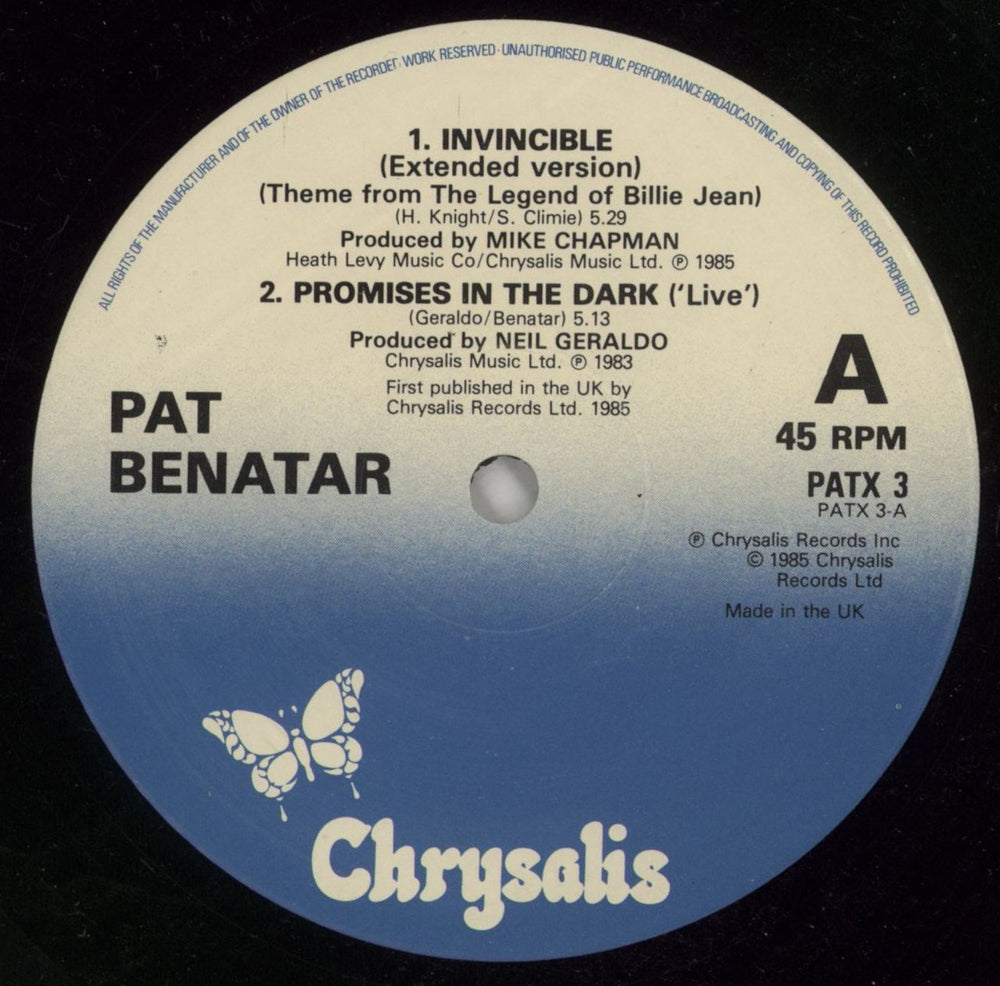 ALL RIGHTS OF THE MANUFACTURER AND OF THE OWNER OF THE RECORDED WORK RESERVED · UNAUTHORISED PUBLIC PERFORMANCE BROADCASTING AND COPYING OF THIS RECORD PROHIBITED
1. INVINCIBLE
(Extended version)
(Theme from The Legend of Billie Jean)
(H. Knight/S. Climie) 5.29
Produced by MIKE CHAPMAN
Heath Levy Music Co/Chrysalis Music Ltd. ℗ 1985
2. PROMISES IN THE DARK (‘Live’)
(Geraldo/Benatar) 5.13
Produced by NEIL GERALDO
Chrysalis Music Ltd. ℗ 1983
First published in the UK by
Chrysalis Records Ltd. 1985
PAT
BENATAR
A
45 RPM
PATX 3
PATX 3-A
℗ Chrysalis Records Inc
© 1985 Chrysalis
Records Ltd
Made in the UK
Chrysalis